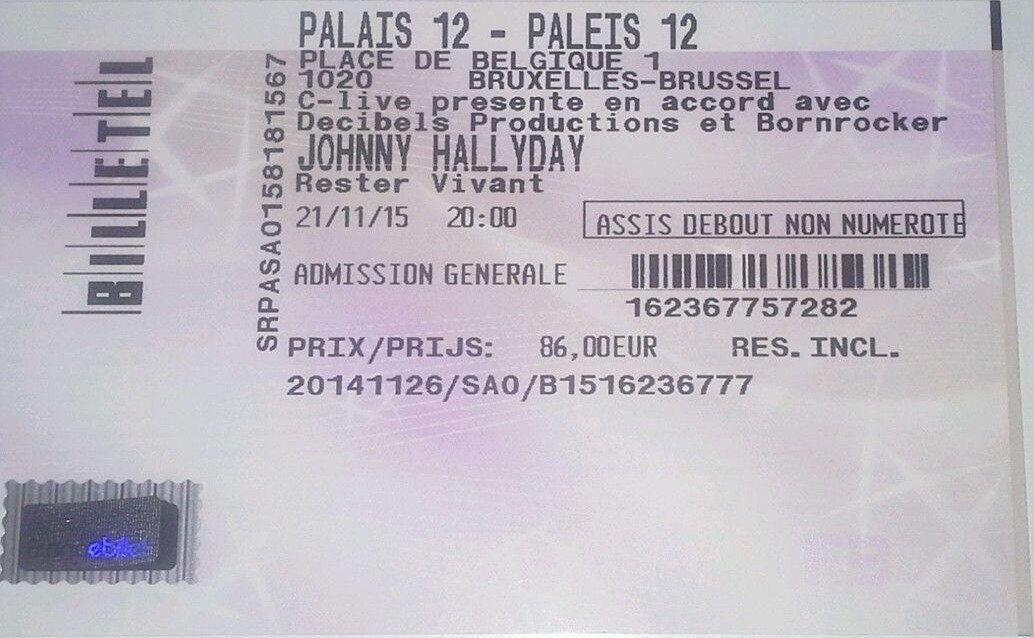 PALAIS 12 - PALEIS 12
PLACE DE BELGIQUE 1
1020 BRUXELLES-BRUSSEL
C-live presente en accord avec
Decibels Productions et Bornrocker
JOHNNY HALLYDAY
Rester Vivant
21/11/15 20:00 ASSIS DEBOUT NON NUMEROTE
ADMISSION GENERALE
162367757282
PRIX/PRIJS: 86,00EUR RES. INCL.
20141126/SA0/B1516236777
SRPASA015818181567
BILLETEL